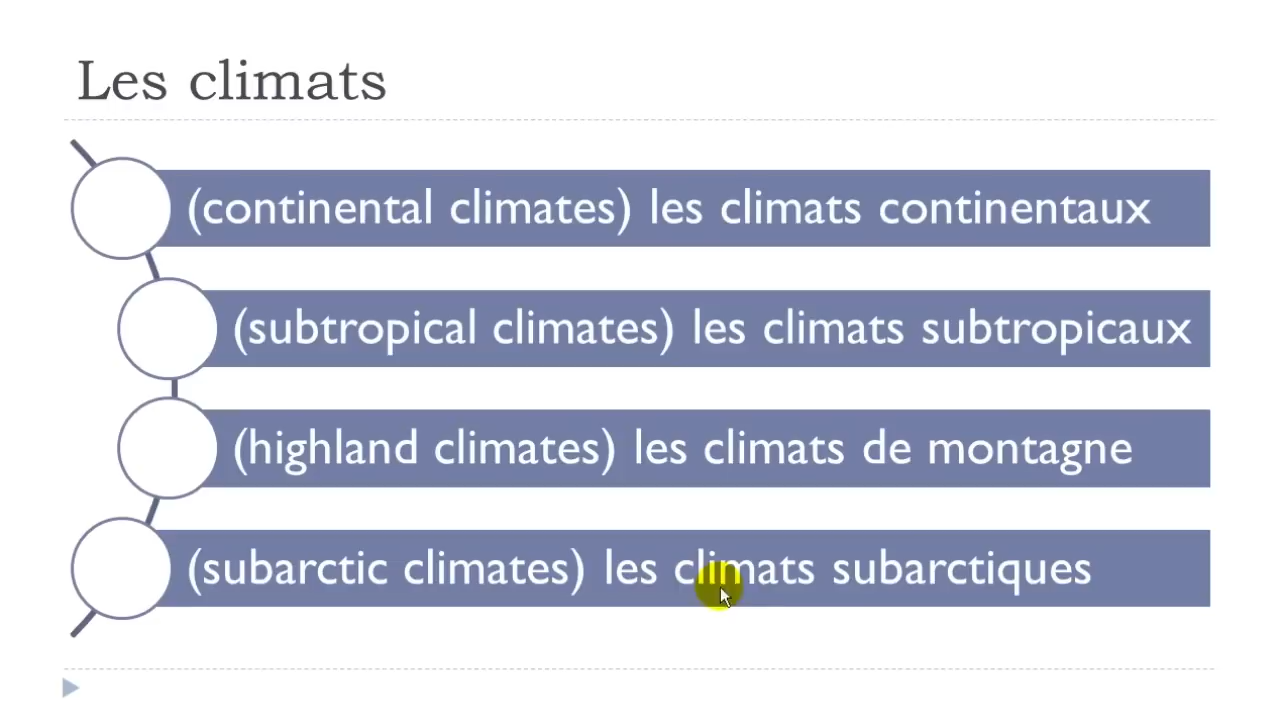 Les climats
(continental climates) les climats continentaux
(subtropical climates) les climats subtropicaux
(highland climates) les climats de montagne
(subarctic climates) les climats subarctiques